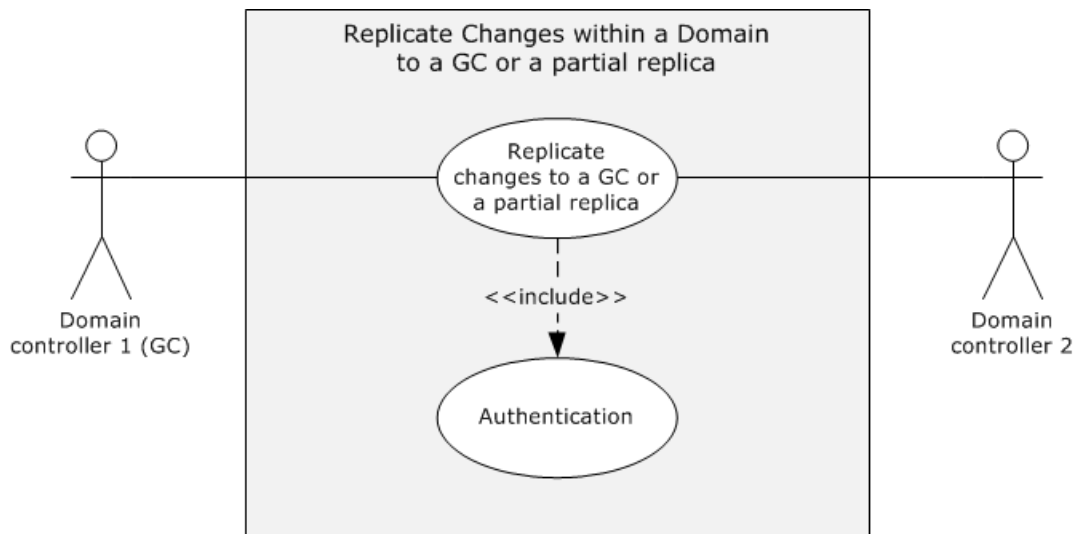 Replicate Changes within a Domain
to a GC or a partial replica
Replicate
changes to a GC or
a partial replica
<<include>>
Domain
controller 1 (GC)
Domain
controller 2
Authentication